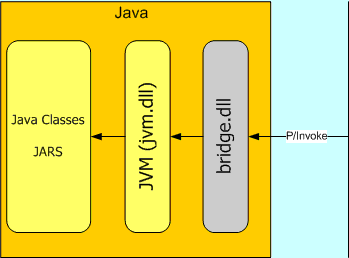 Java
Java Classes
JARS
JVM (jvm.dll)
bridge.dll
P/Invoke